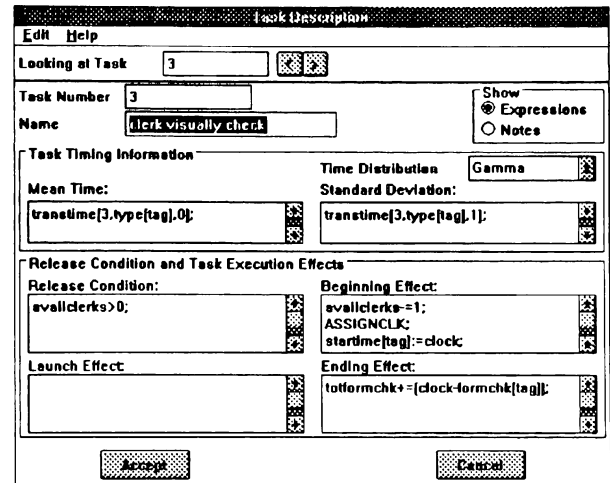 Task Description
Edit Help
Looking at Task 3
Task Number 3
Name clerk visually check
Show
Expressions
Notes
Task Timing Information
Time Distribution Gamma
Mean Time: Standard Deviation:
transtime[3,type[tag],0]; transtime[3,type[tag],1];
Release Condition and Task Execution Effects
Release Condition: Beginning Effect:
availclerks>0; availclerks-=1;
ASSIGNCLK;
startime[tag]:=clock;
Launch Effect: Ending Effect:
totformchk+=[clock-formchk[tag]];
Accept Cancel